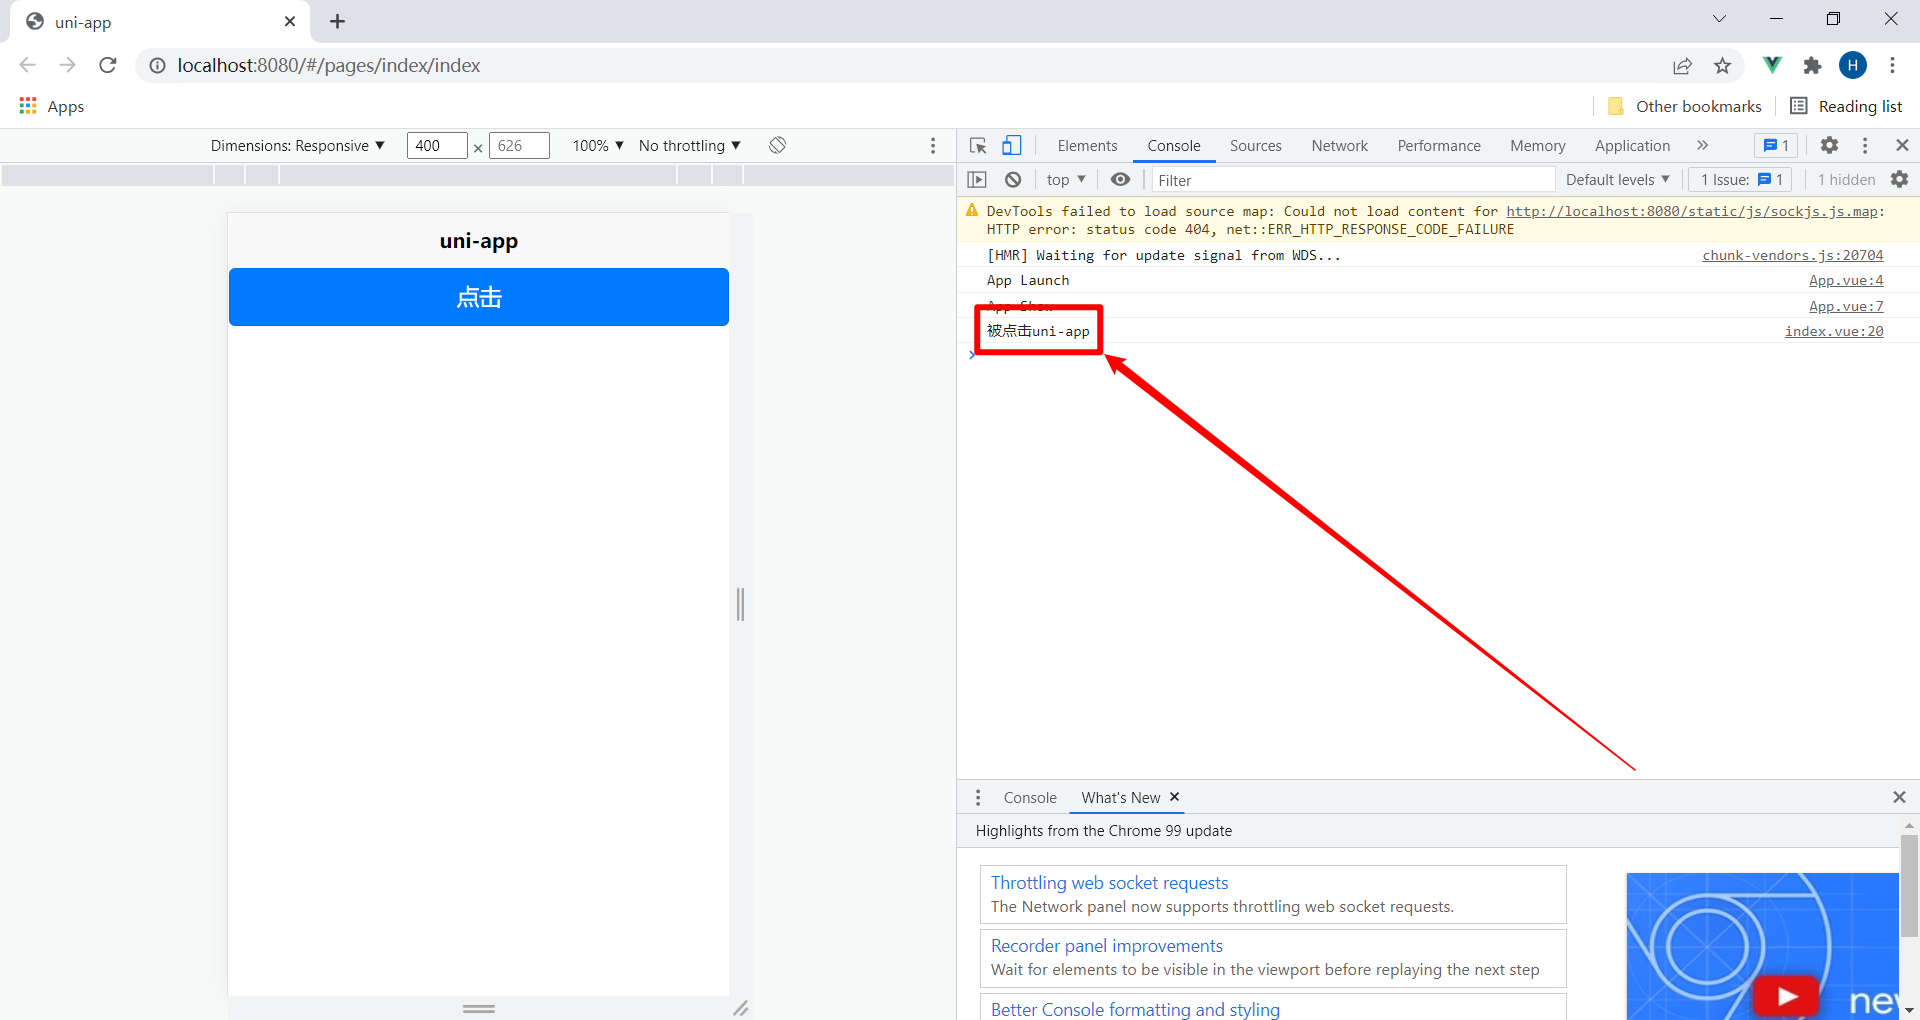 uni-app
localhost:8080/#/pages/index/index
H
Apps
Other bookmarks
Reading list
Dimensions: Responsive ▼ 400 × 626 100% ▼ No throttling ▼
Elements Console Sources Network Performance Memory Application » 1
top ▼ Filter Default levels ▼ 1 Issue: 1 1 hidden
uni-app
点击
DevTools failed to load source map: Could not load content for http://localhost:8080/static/js/sockjs.js.map:
HTTP error: status code 404, net::ERR_HTTP_RESPONSE_CODE_FAILURE
[HMR] Waiting for update signal from WDS... chunk-vendors.js:20704
App Launch App.vue:4
App Show App.vue:7
被点击uni-app index.vue:20
Console What's New
Highlights from the Chrome 99 update
Throttling web socket requests
The Network panel now supports throttling web socket requests.
Recorder panel improvements
Wait for elements to be visible in the viewport before replaying the next step
Better Console formatting and styling